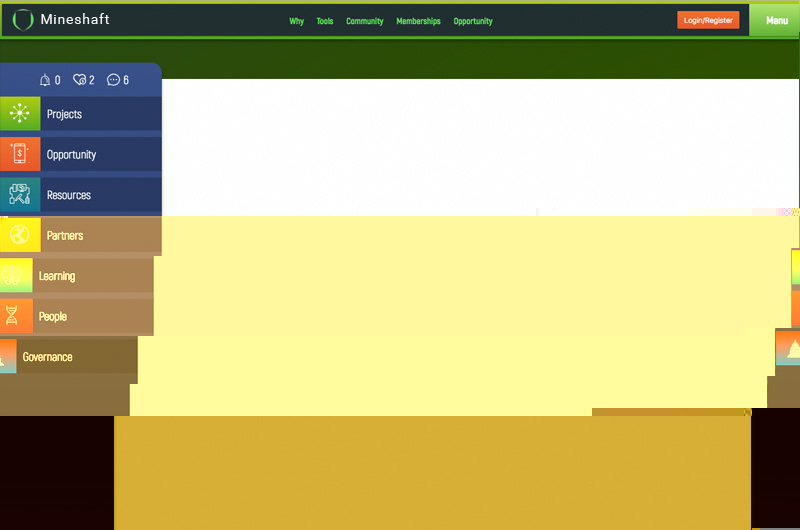 Mineshaft
Why Tools Community Memberships Opportunity
Login/Register
Menu
0 2 6
Projects
Opportunity
Resources
Partners
Learning
People
Governance